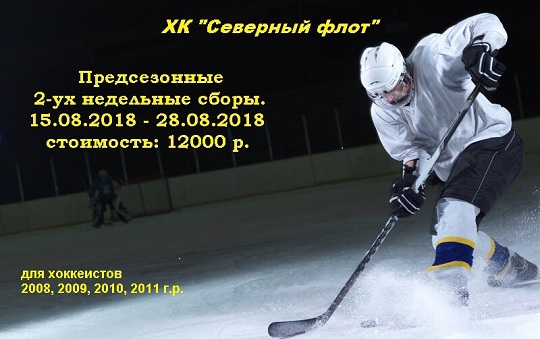 ХК "Северный флот"
Предсезонные
2-ух недельные сборы.
15.08.2018 - 28.08.2018
стоимость: 12000 р.
для хоккеистов
2008, 2009, 2010, 2011 г.р.